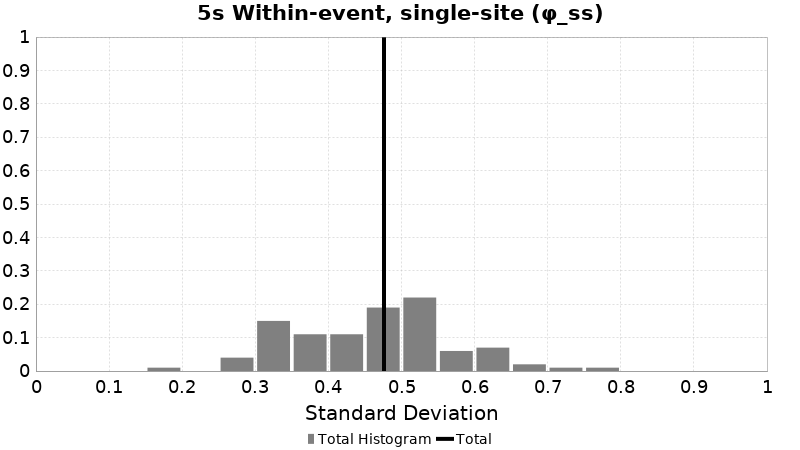 5s Within-event, single-site (φ_ss)
1
0.9
0.8
0.7
0.6
0.5
0.4
0.3
0.2
0.1
0
0 0.1 0.2 0.3 0.4 0.5 0.6 0.7 0.8 0.9 1
Standard Deviation
Total Histogram Total